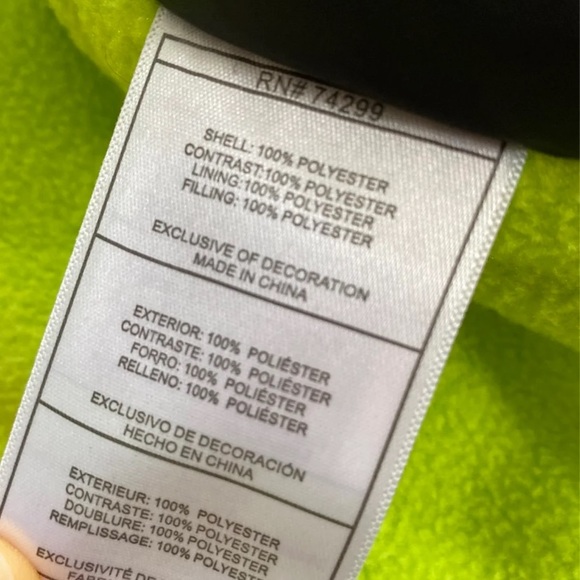 RN# 74299
SHELL: 100% POLYESTER
CONTRAST:100% POLYESTER
LINING:100% POLYESTER
FILLING: 100% POLYESTER
EXCLUSIVE OF DECORATION
MADE IN CHINA
EXTERIOR: 100% POLIÉSTER
CONTRASTE: 100% POLIÉSTER
FORRO: 100% POLIÉSTER
RELLENO: 100% POLIÉSTER
EXCLUSIVO DE DECORACIÓN
HECHO EN CHINA
EXTERIEUR: 100% POLYESTER
CONTRASTE: 100% POLYESTER
DOUBLURE: 100% POLYESTER
REMPLISSAGE: 100% POLYESTER
EXCLUSIVITÉ DE